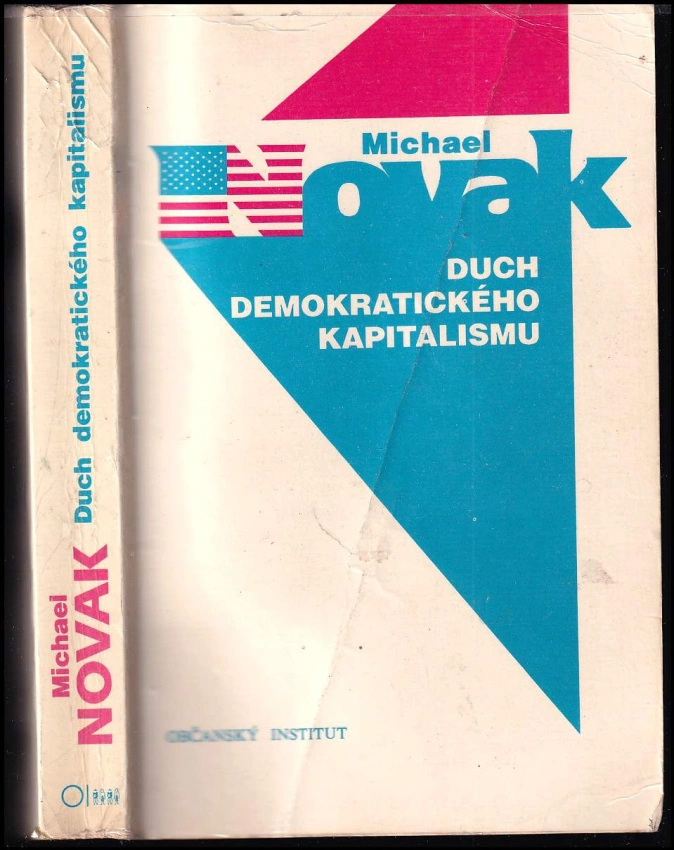 Michael
Novak
DUCH
DEMOKRATICKÉHO
KAPITALISMU
OBČANSKÝ INSTITUT
Michael
NOVAK
Duch demokratického kapitalismu